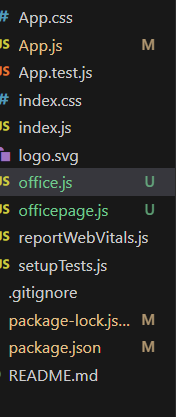 App.css
JS App.js M
App.test.js
index.css
JS index.js
logo.svg
JS office.js U
JS officepage.js U
JS reportWebVitals.js
JS setupTests.js
.gitignore
package-lock.js... M
package.json M
README.md